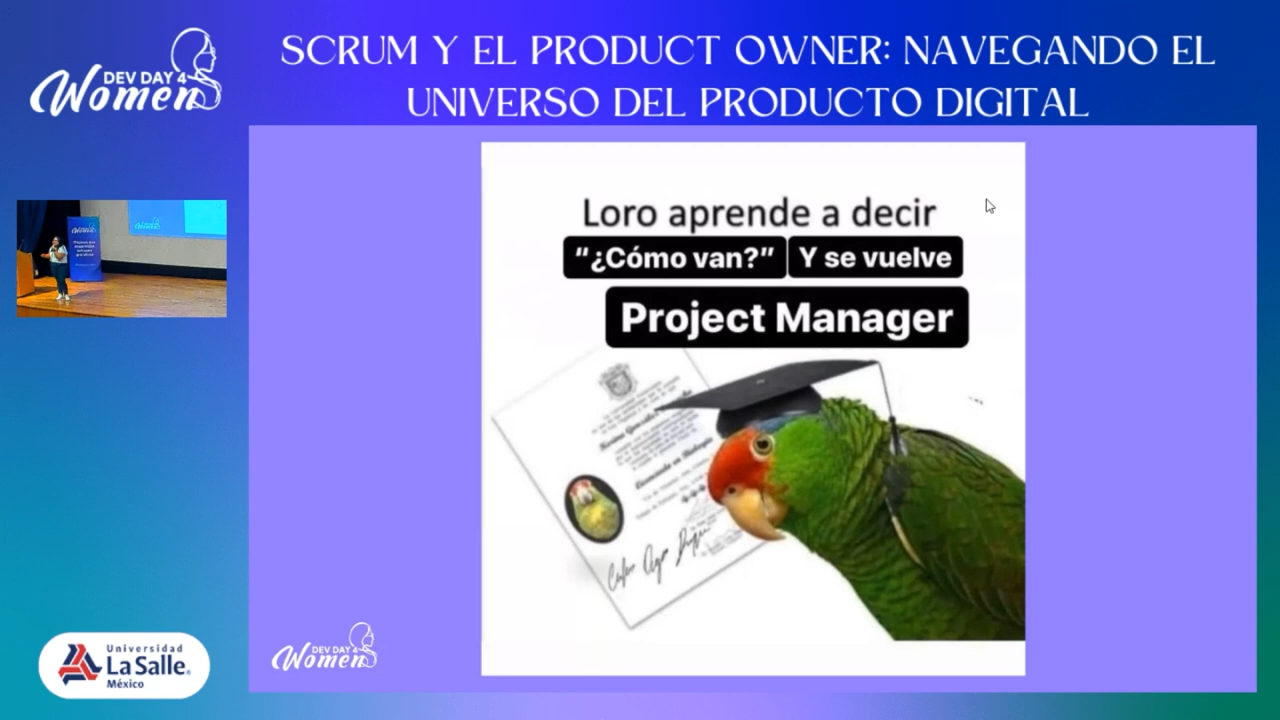 DEV DAY 4
Women
SCRUM Y EL PRODUCT OWNER: NAVEGANDO EL
UNIVERSO DEL PRODUCTO DIGITAL
Loro aprende a decir
“¿Cómo van?” Y se vuelve
Project Manager
DEV DAY 4
Women
Universidad
La Salle®
México